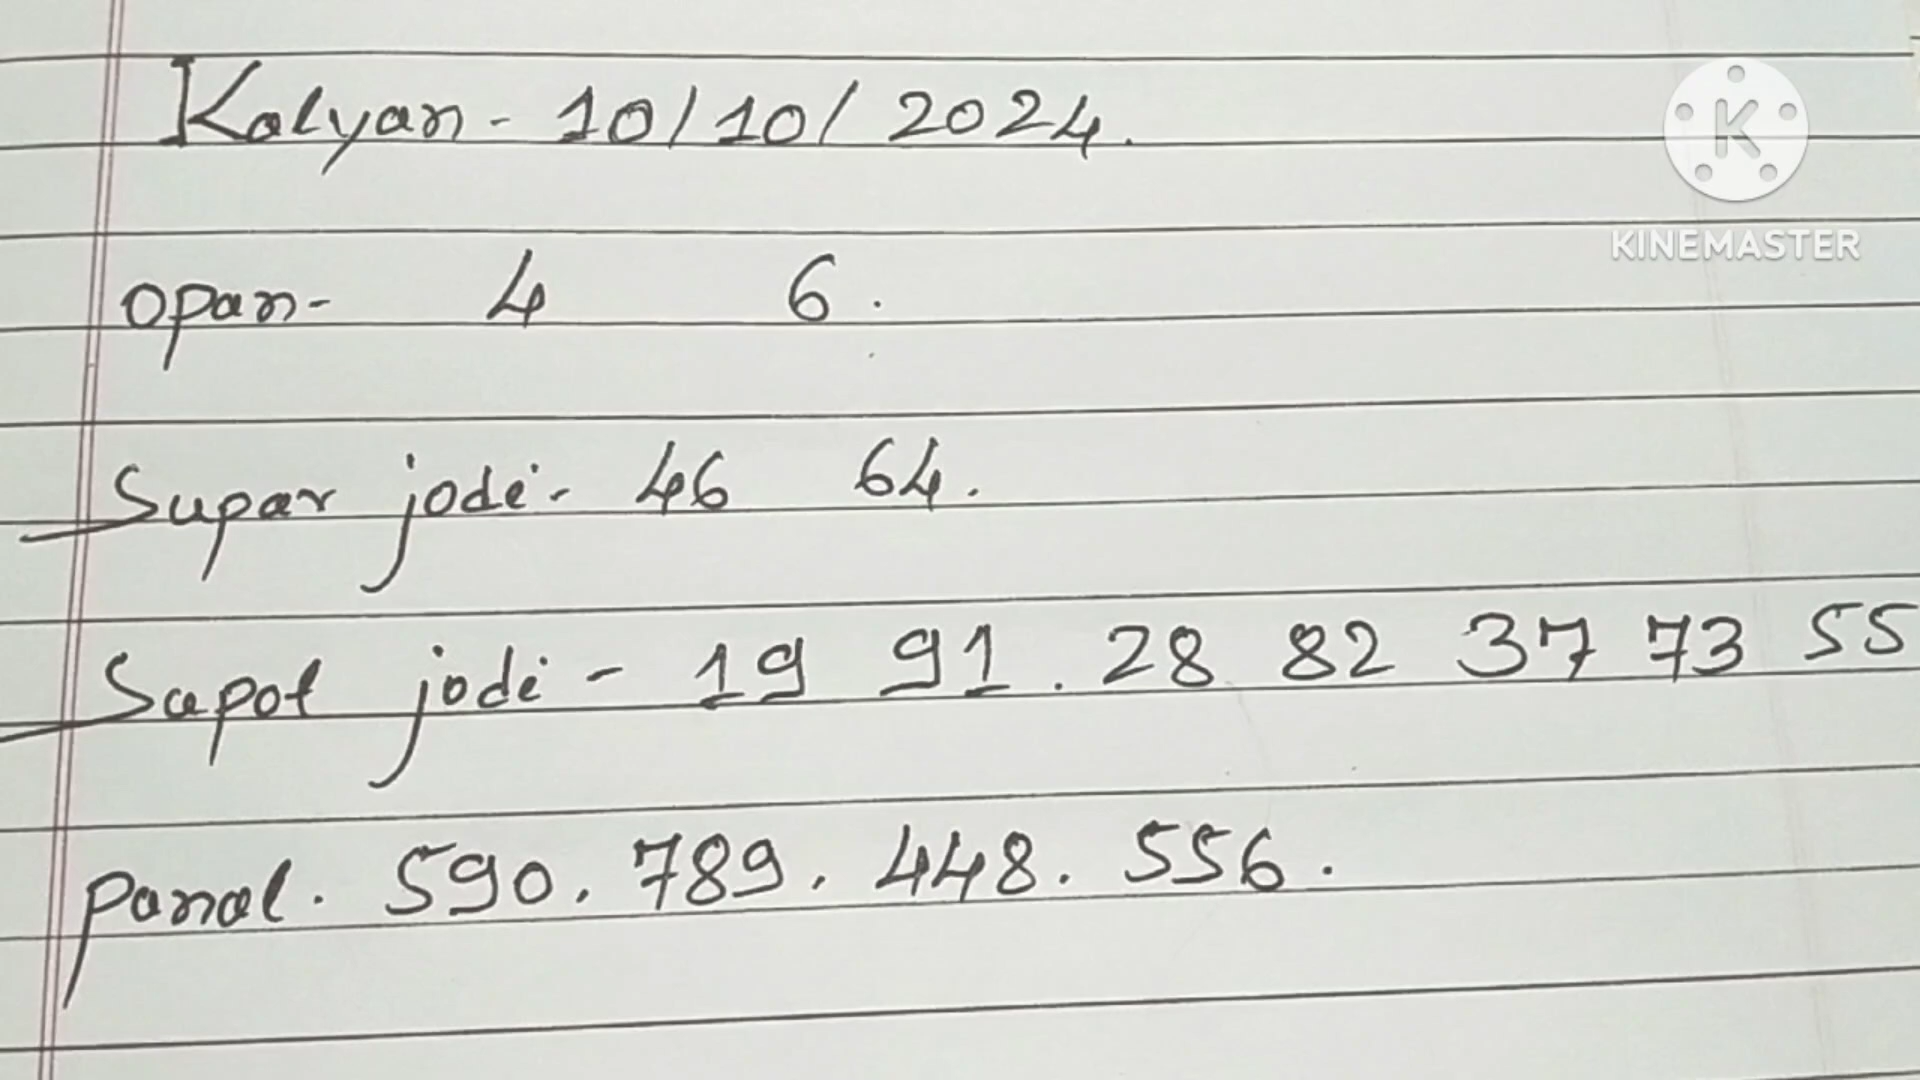 Kalyan - 10/10/2024.
K
KINEMASTER
opan- 4 6.
Supar jodi- 46 64.
Sapot jodi - 19 91. 28 82 37 73 55
panal. 590. 789. 448. 556.